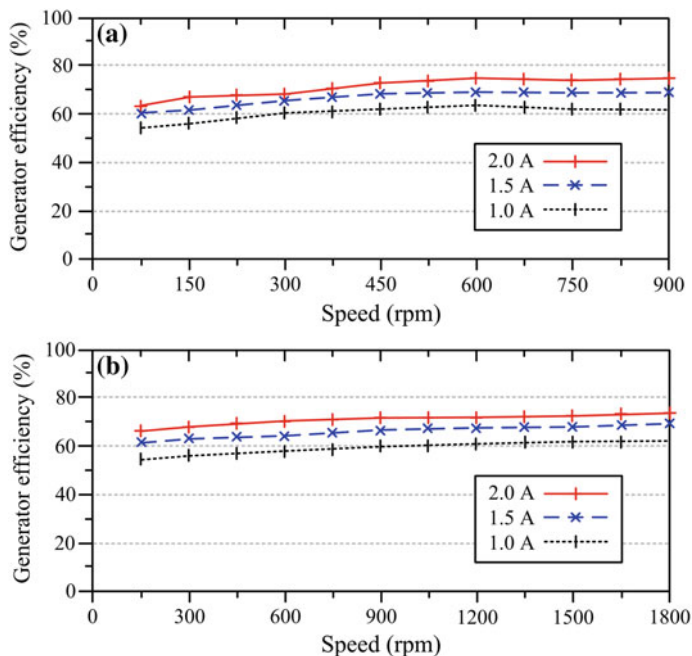 (a)
Generator efficiency (%)
100
80
60
40
20
0
0 150 300 450 600 750 900
Speed (rpm)
2.0 A
1.5 A
1.0 A
(b)
Generator efficiency (%)
100
80
60
40
20
0
0 300 600 900 1200 1500 1800
Speed (rpm)
2.0 A
1.5 A
1.0 A